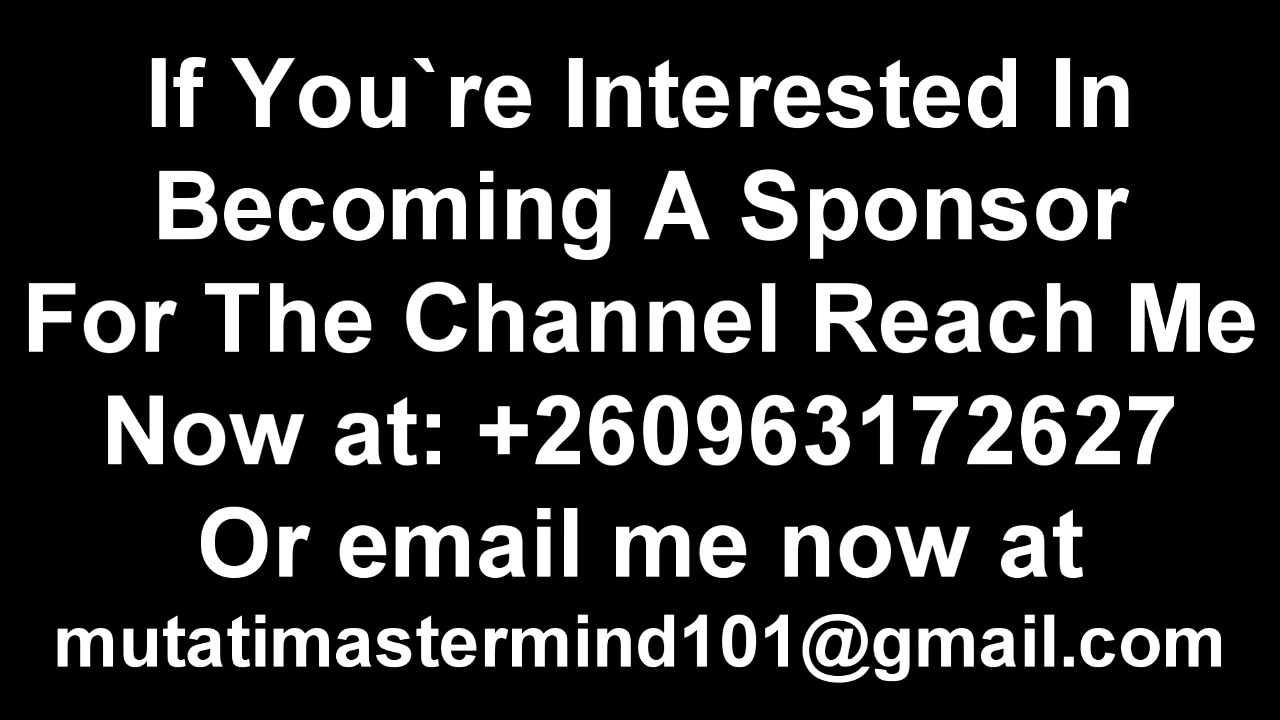 If You`re Interested In
Becoming A Sponsor
For The Channel Reach Me
Now at: +260963172627
Or email me now at
mutatimastermind101@gmail.com